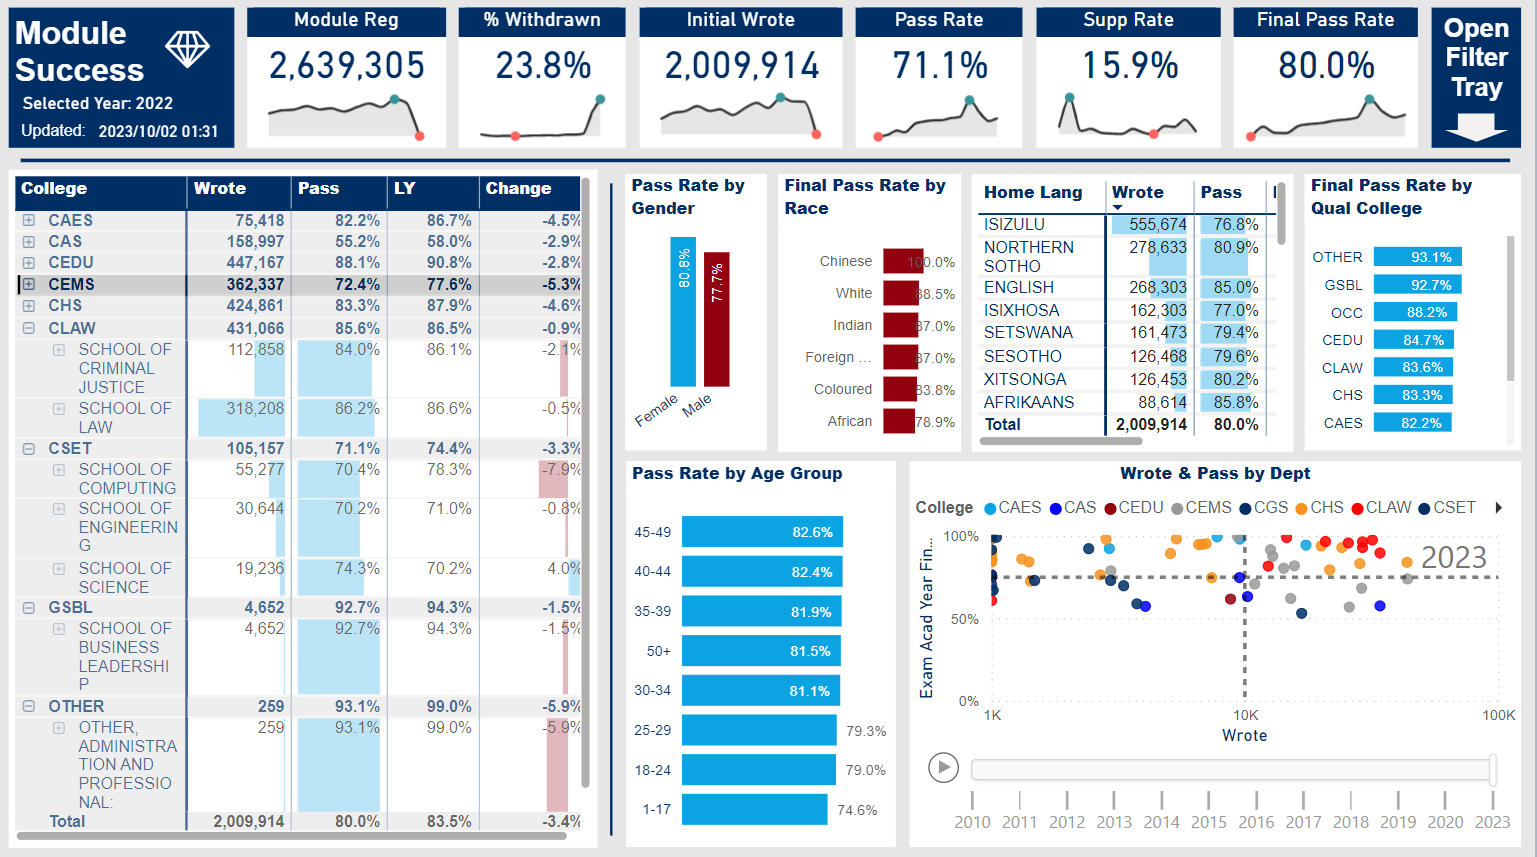 Module
Success
Selected Year: 2022
Updated: 2023/10/02 01:31
Module Reg
2,639,305
% Withdrawn
23.8%
Initial Wrote
2,009,914
Pass Rate
71.1%
Supp Rate
15.9%
Final Pass Rate
80.0%
Open
Filter
Tray
College Wrote Pass LY Change
CAES 75,418 82.2% 86.7% -4.5%
CAS 158,997 55.2% 58.0% -2.9%
CEDU 447,167 88.1% 90.8% -2.8%
CEMS 362,337 72.4% 77.6% -5.3%
CHS 424,861 83.3% 87.9% -4.6%
CLAW 431,066 85.6% 86.5% -0.9%
SCHOOL OF 112,858 84.0% 86.1% -2.1%
CRIMINAL
JUSTICE
SCHOOL OF 318,208 86.2% 86.6% -0.5%
LAW
CSET 105,157 71.1% 74.4% -3.3%
SCHOOL OF 55,277 70.4% 78.3% -7.9%
COMPUTING
SCHOOL OF 30,644 70.2% 71.0% -0.8%
ENGINEERIN
G
SCHOOL OF 19,236 74.3% 70.2% 4.0%
SCIENCE
GSBL 4,652 92.7% 94.3% -1.5%
SCHOOL OF 4,652 92.7% 94.3% -1.5%
BUSINESS
LEADERSHI
P
OTHER 259 93.1% 99.0% -5.9%
OTHER, 259 93.1% 99.0% -5.9%
ADMINISTRA
TION AND
PROFESSIO
NAL:
Total 2,009,914 80.0% 83.5% -3.4%
Pass Rate by
Gender
80.8%
77.7%
Female
Male
Final Pass Rate by
Race
Chinese 100.0%
White 88.5%
Indian 87.0%
Foreign ... 87.0%
Coloured 83.8%
African 78.9%
Home Lang Wrote Pass
ISIZULU 555,674 76.8%
NORTHERN 278,633 80.9%
SOTHO
ENGLISH 268,303 85.0%
ISIXHOSA 162,303 77.0%
SETSWANA 161,473 79.4%
SESOTHO 126,468 79.6%
XITSONGA 126,453 80.2%
AFRIKAANS 88,614 85.8%
Total 2,009,914 80.0%
Final Pass Rate by
Qual College
OTHER 93.1%
GSBL 92.7%
OCC 88.2%
CEDU 84.7%
CLAW 83.6%
CHS 83.3%
CAES 82.2%
Pass Rate by Age Group
45-49 82.6%
40-44 82.4%
35-39 81.9%
50+ 81.5%
30-34 81.1%
25-29 79.3%
18-24 79.0%
1-17 74.6%
Wrote & Pass by Dept
College CAES CAS CEDU CEMS CGS CHS CLAW CSET
Exam Acad Year Fin...
100%
50%
0%
2023
1K 10K 100K
Wrote
2010 2011 2012 2013 2014 2015 2016 2017 2018 2019 2020 2023